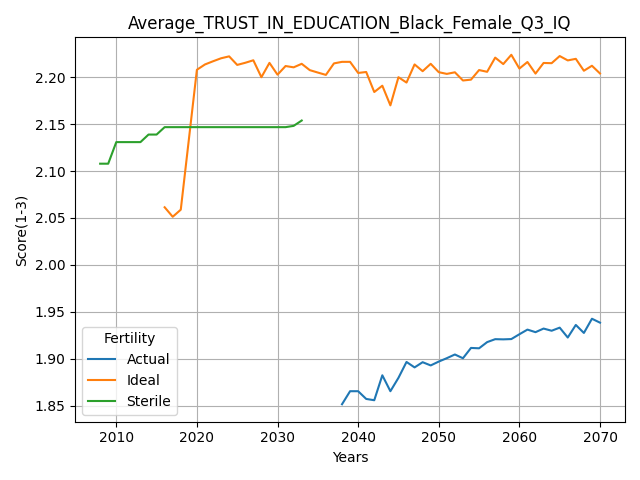 Average_TRUST_IN_EDUCATION_Black_Female_Q3_IQ
Score(1-3)
2.20
2.15
2.10
2.05
2.00
1.95
1.90
1.85
Fertility
Actual
Ideal
Sterile
2010 2020 2030 2040 2050 2060 2070
Years